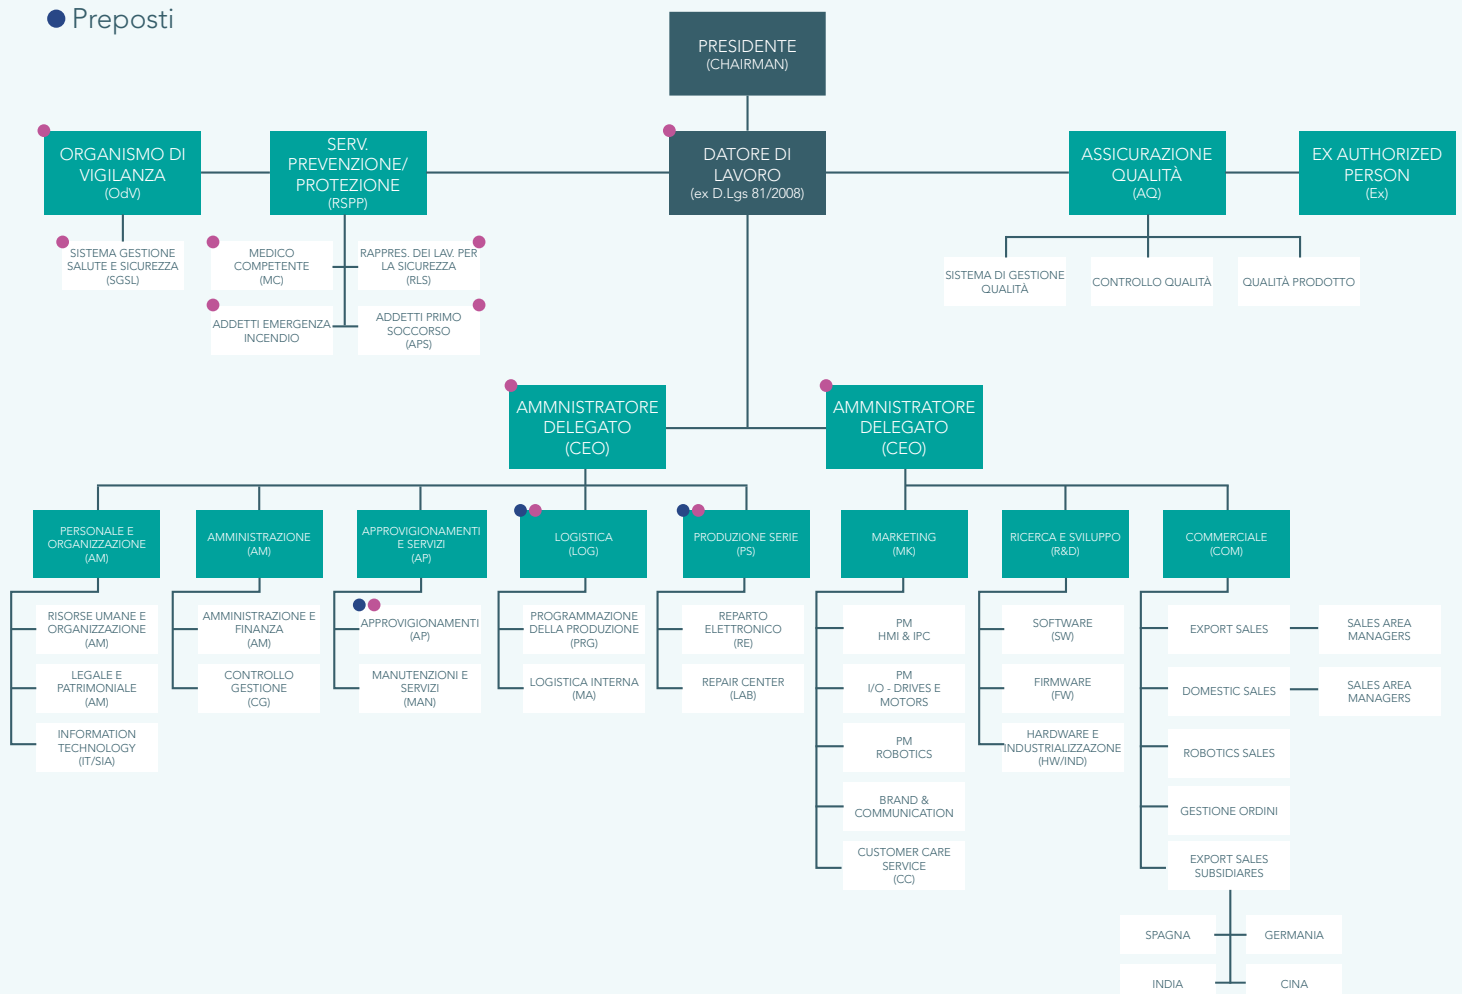 Preposti
PRESIDENTE
(CHAIRMAN)
ORGANISMO DI
VIGILANZA
(OdV)
SERV.
PREVENZIONE/
PROTEZIONE
(RSPP)
DATORE DI
LAVORO
(ex D.Lgs 81/2008)
ASSICURAZIONE
QUALITÀ
(AQ)
EX AUTHORIZED
PERSON
(Ex)
SISTEMA GESTIONE
SALUTE E SICUREZZA
(SGSL)
MEDICO
COMPETENTE
(MC)
RAPPRES. DEI LAV. PER
LA SICUREZZA
(RLS)
ADDETTI EMERGENZA
INCENDIO
ADDETTI PRIMO
SOCCORSO
(APS)
SISTEMA DI GESTIONE
QUALITÀ
CONTROLLO QUALITÀ
QUALITÀ PRODOTTO
AMMNISTRATORE
DELEGATO
(CEO)
AMMNISTRATORE
DELEGATO
(CEO)
PERSONALE E
ORGANIZZAZIONE
(AM)
AMMINISTRAZIONE
(AM)
APPROVIGIONAMENTI
E SERVIZI
(AP)
LOGISTICA
(LOG)
PRODUZIONE SERIE
(PS)
MARKETING
(MK)
RICERCA E SVILUPPO
(R&D)
COMMERCIALE
(COM)
RISORSE UMANE E
ORGANIZZAZIONE
(AM)
LEGALE E
PATRIMONIALE
(AM)
INFORMATION
TECHNOLOGY
(IT/SIA)
AMMINISTRAZIONE E
FINANZA
(AM)
CONTROLLO
GESTIONE
(CG)
APPROVIGIONAMENTI
(AP)
MANUTENZIONI E
SERVIZI
(MAN)
PROGRAMMAZIONE
DELLA PRODUZIONE
(PRG)
LOGISTICA INTERNA
(MA)
REPARTO
ELETTRONICO
(RE)
REPAIR CENTER
(LAB)
PM
HMI & IPC
PM
I/O - DRIVES E
MOTORS
PM
ROBOTICS
BRAND &
COMMUNICATION
CUSTOMER CARE
SERVICE
(CC)
SOFTWARE
(SW)
FIRMWARE
(FW)
HARDWARE E
INDUSTRIALIZZAZONE
(HW/IND)
EXPORT SALES
SALES AREA
MANAGERS
DOMESTIC SALES
SALES AREA
MANAGERS
ROBOTICS SALES
GESTIONE ORDINI
EXPORT SALES
SUBSIDIARES
SPAGNA
GERMANIA
INDIA
CINA